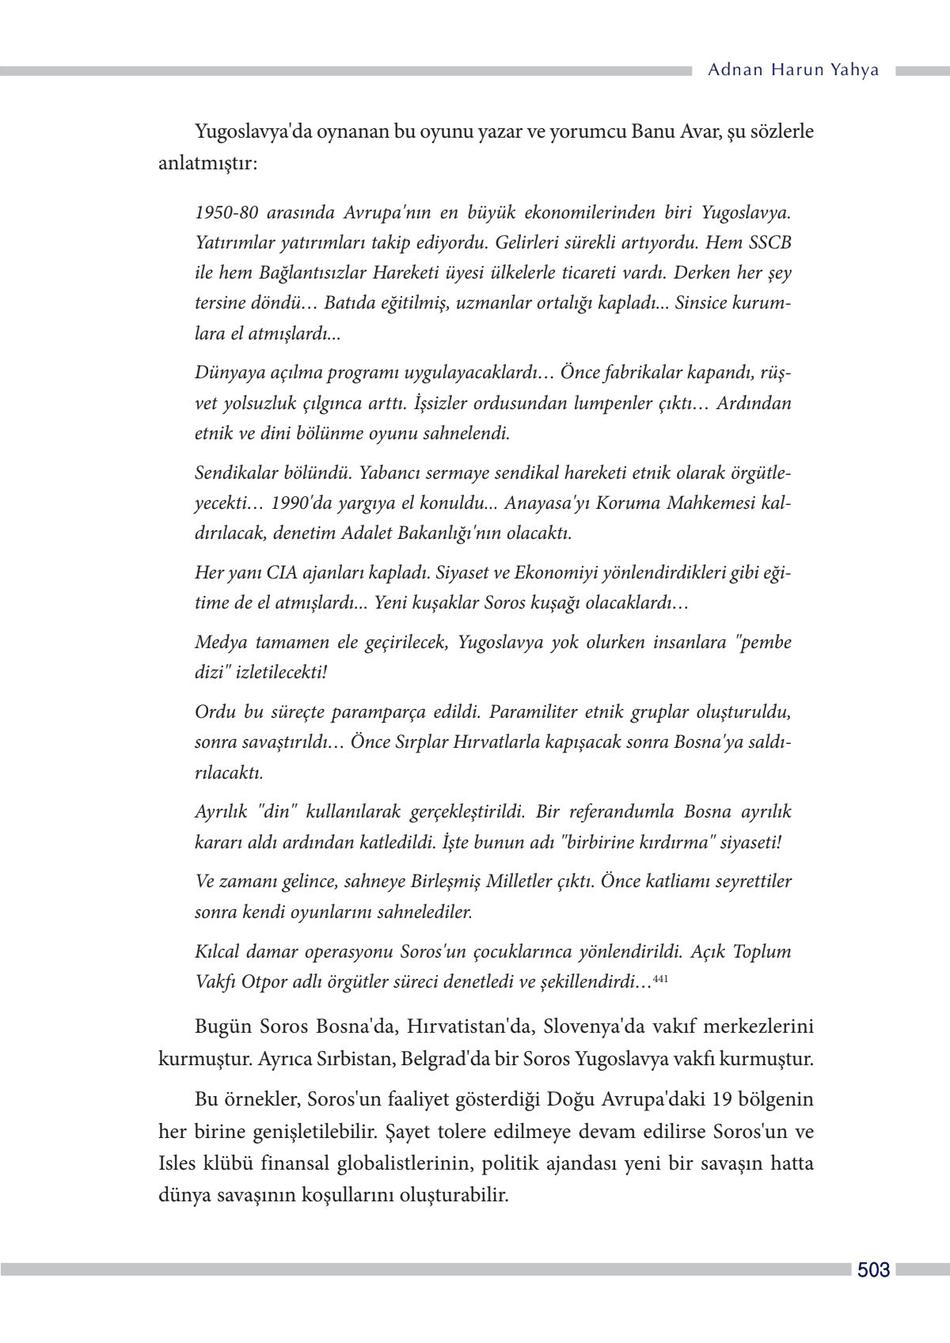 Adnan Harun Yahya
Yugoslavya'da oynanan bu oyunu yazar ve yorumcu Banu Avar, şu sözlerle
anlatmıştır:
1950-80 arasında Avrupa'nın en büyük ekonomilerinden biri Yugoslavya.
Yatırımlar yatırımları takip ediyordu. Gelirleri sürekli artıyordu. Hem SSCB
ile hem Bağlantısızlar Hareketi üyesi ülkelerle ticareti vardı. Derken her şey
tersine döndü… Batıda eğitilmiş, uzmanlar ortalığı kapladı... Sinsice kurum-
lara el atmışlardı...
Dünyaya açılma programı uygulayacaklardı… Önce fabrikalar kapandı, rüş-
vet yolsuzluk çılgınca arttı. İşsizler ordusundan lumpenler çıktı… Ardından
etnik ve dini bölünme oyunu sahnelendi.
Sendikalar bölündü. Yabancı sermaye sendikal hareketi etnik olarak örgütle-
yecekti… 1990'da yargıya el konuldu... Anayasa'yı Koruma Mahkemesi kal-
dırılacak, denetim Adalet Bakanlığı'nın olacaktı.
Her yanı CIA ajanları kapladı. Siyaset ve Ekonomiyi yönlendirdikleri gibi eği-
time de el atmışlardı... Yeni kuşaklar Soros kuşağı olacaklardı…
Medya tamamen ele geçirilecek, Yugoslavya yok olurken insanlara "pembe
dizi" izletilecekti!
Ordu bu süreçte paramparça edildi. Paramiliter etnik gruplar oluşturuldu,
sonra savaştırıldı… Önce Sırplar Hırvatlarla kapışacak sonra Bosna'ya saldı-
rılacaktı.
Ayrılık "din" kullanılarak gerçekleştirildi. Bir referandumla Bosna ayrılık
kararı aldı ardından katledildi. İşte bunun adı "birbirine kırdırma" siyaseti!
Ve zamanı gelince, sahneye Birleşmiş Milletler çıktı. Önce katliamı seyrettiler
sonra kendi oyunlarını sahnelediler.
Kılcal damar operasyonu Soros'un çocuklarınca yönlendirildi. Açık Toplum
Vakfı Otpor adlı örgütler süreci denetledi ve şekillendirdi…441
Bugün Soros Bosna'da, Hırvatistan'da, Slovenya'da vakıf merkezlerini
kurmuştur. Ayrıca Sırbistan, Belgrad'da bir Soros Yugoslavya vakfı kurmuştur.
Bu örnekler, Soros'un faaliyet gösterdiği Doğu Avrupa'daki 19 bölgenin
her birine genişletilebilir. Şayet tolere edilmeye devam edilirse Soros'un ve
Isles klübü finansal globalistlerinin, politik ajandası yeni bir savaşın hatta
dünya savaşının koşullarını oluşturabilir.
503